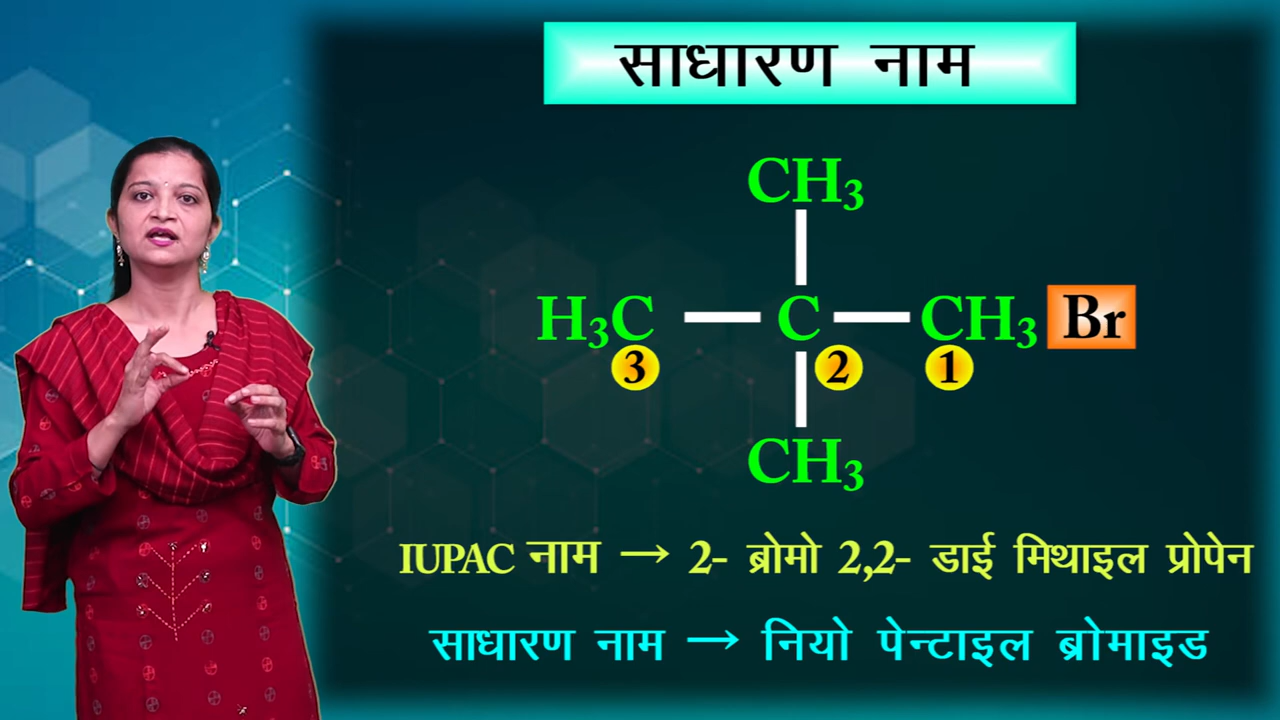 साधारण नाम
CH₃
H₃C — C — CH₃ Br
3 2 1
CH₃
IUPAC नाम → 2- ब्रोमो 2,2- डाई मिथाइल प्रोपेन
साधारण नाम → नियो पेन्टाइल ब्रोमाइड